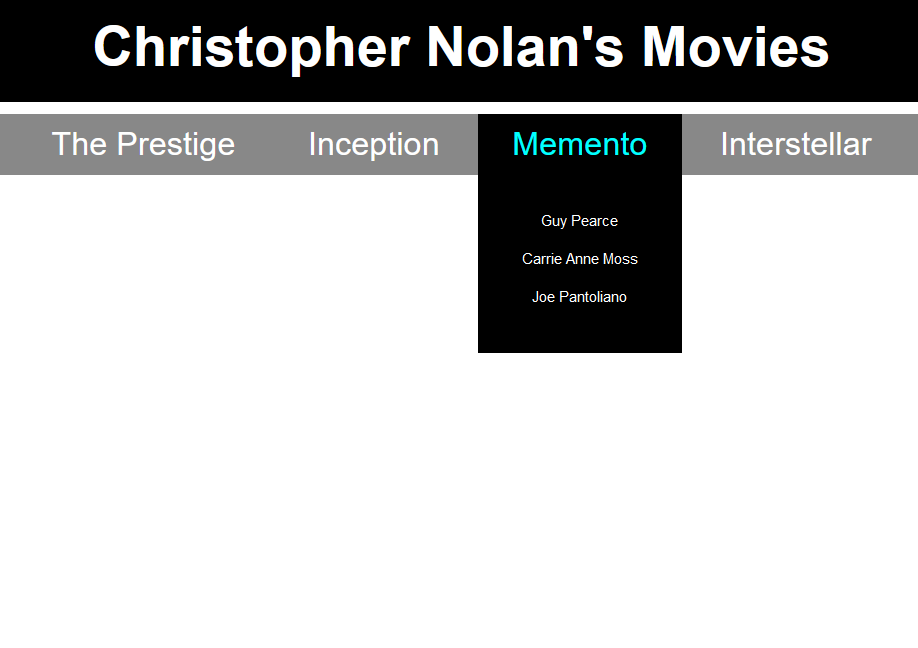 Christopher Nolan's Movies
The Prestige Inception Memento Interstellar
Guy Pearce
Carrie Anne Moss
Joe Pantoliano